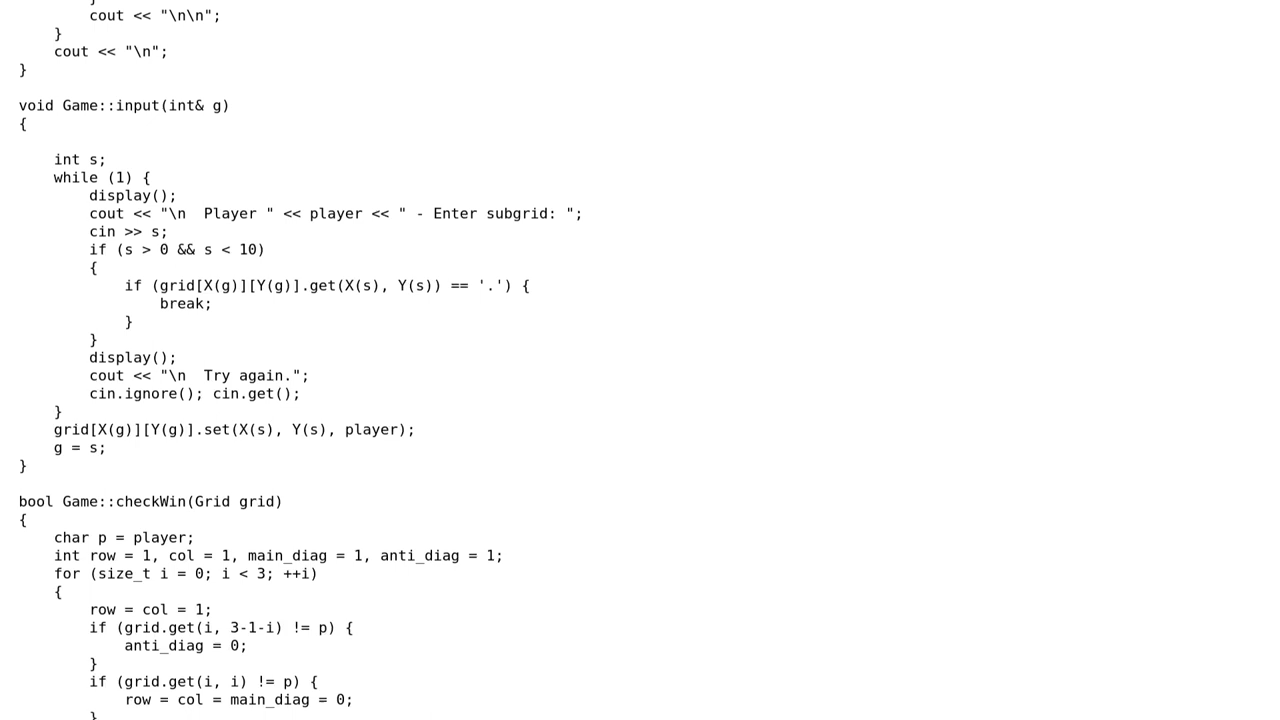 }
        cout << "\n\n";
    }
    cout << "\n";
}

void Game::input(int& g)
{

    int s;
    while (1) {
        display();
        cout << "\n  Player " << player << " - Enter subgrid: ";
        cin >> s;
        if (s > 0 && s < 10)
        {
            if (grid[X(g)][Y(g)].get(X(s), Y(s)) == '.') {
                break;
            }
        }
        display();
        cout << "\n  Try again.";
        cin.ignore(); cin.get();
    }
    grid[X(g)][Y(g)].set(X(s), Y(s), player);
    g = s;
}

bool Game::checkWin(Grid grid)
{
    char p = player;
    int row = 1, col = 1, main_diag = 1, anti_diag = 1;
    for (size_t i = 0; i < 3; ++i)
    {
        row = col = 1;
        if (grid.get(i, 3-1-i) != p) {
            anti_diag = 0;
        }
        if (grid.get(i, i) != p) {
            row = col = main_diag = 0;
        }